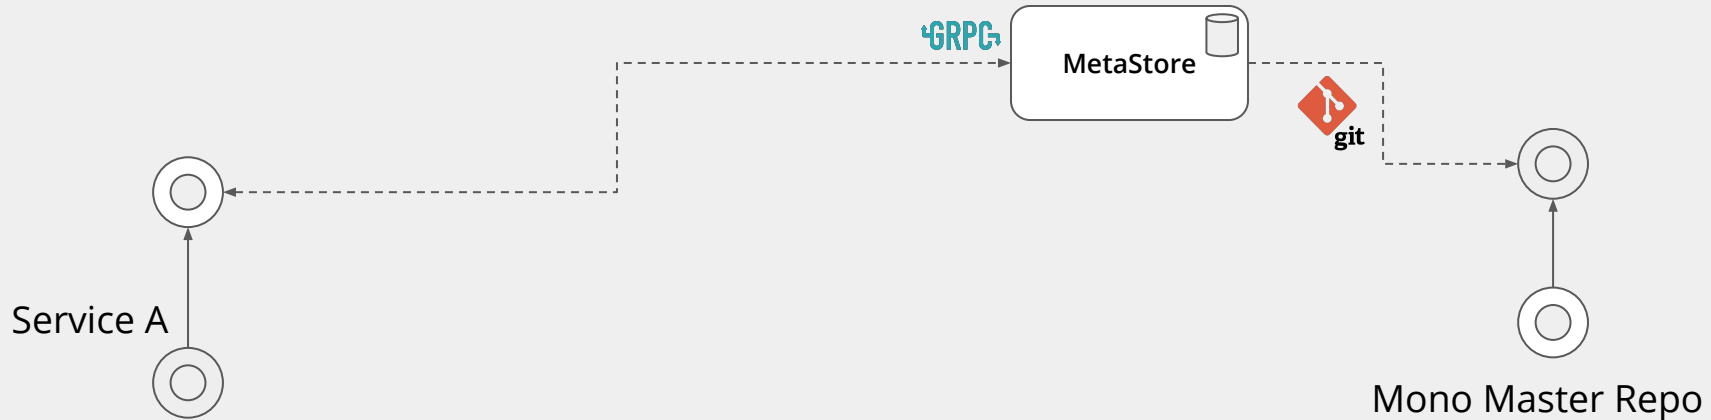 GRPC
MetaStore
git
Service A
Mono Master Repo